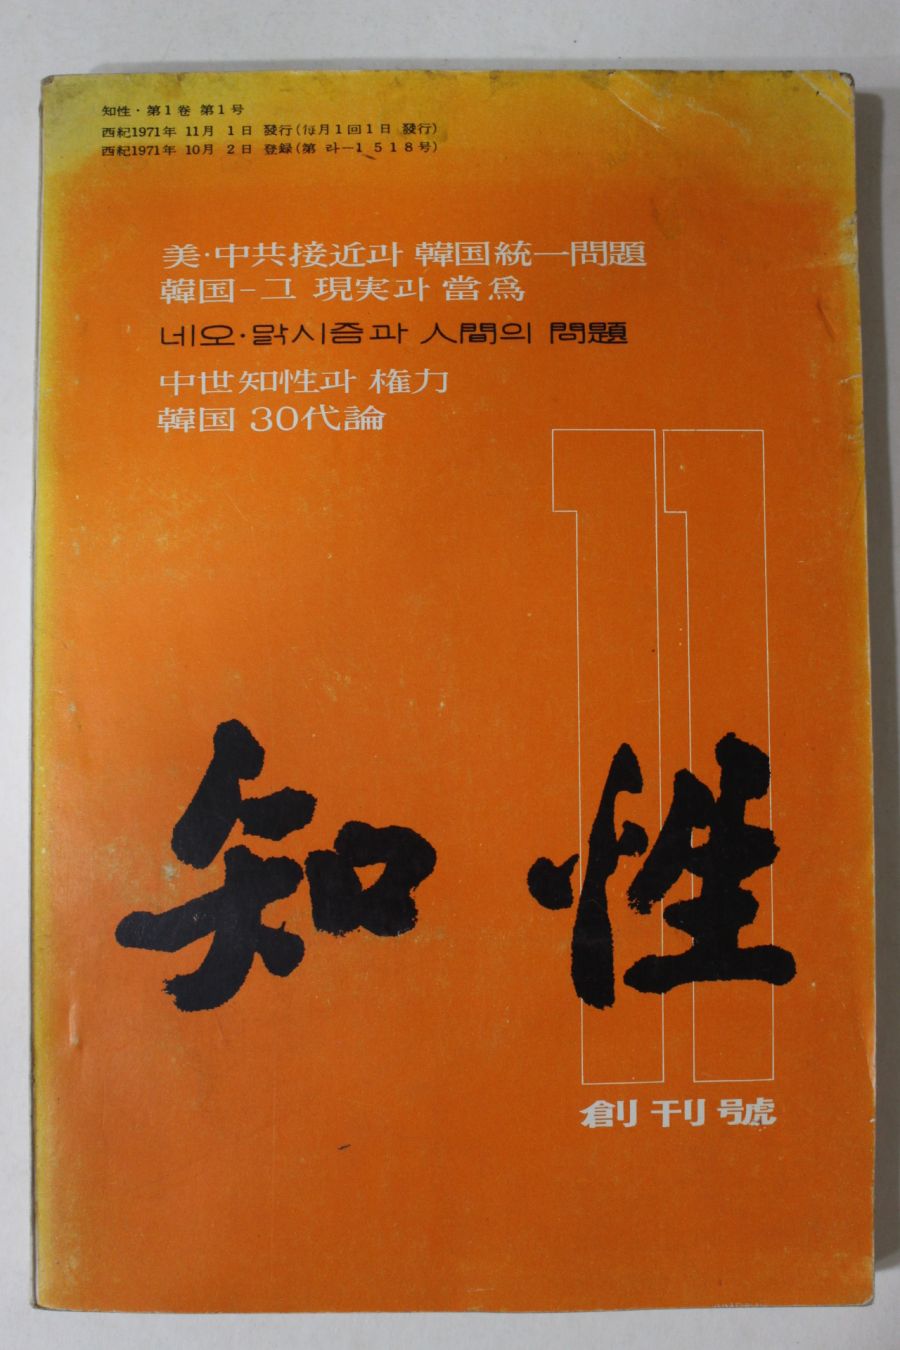 知性·第1卷 第1号
西紀1971年 11月 1日 發行(每月1回1日 發行)
西紀1971年 10月 2日 登録(第 라-1518号)
美·中共接近과 韓国統一問題
韓国-그 現実과 當爲
네오·맑시즘과 人間의 問題
中世知性과 権力
韓国 30代論
11
知性
創刊號